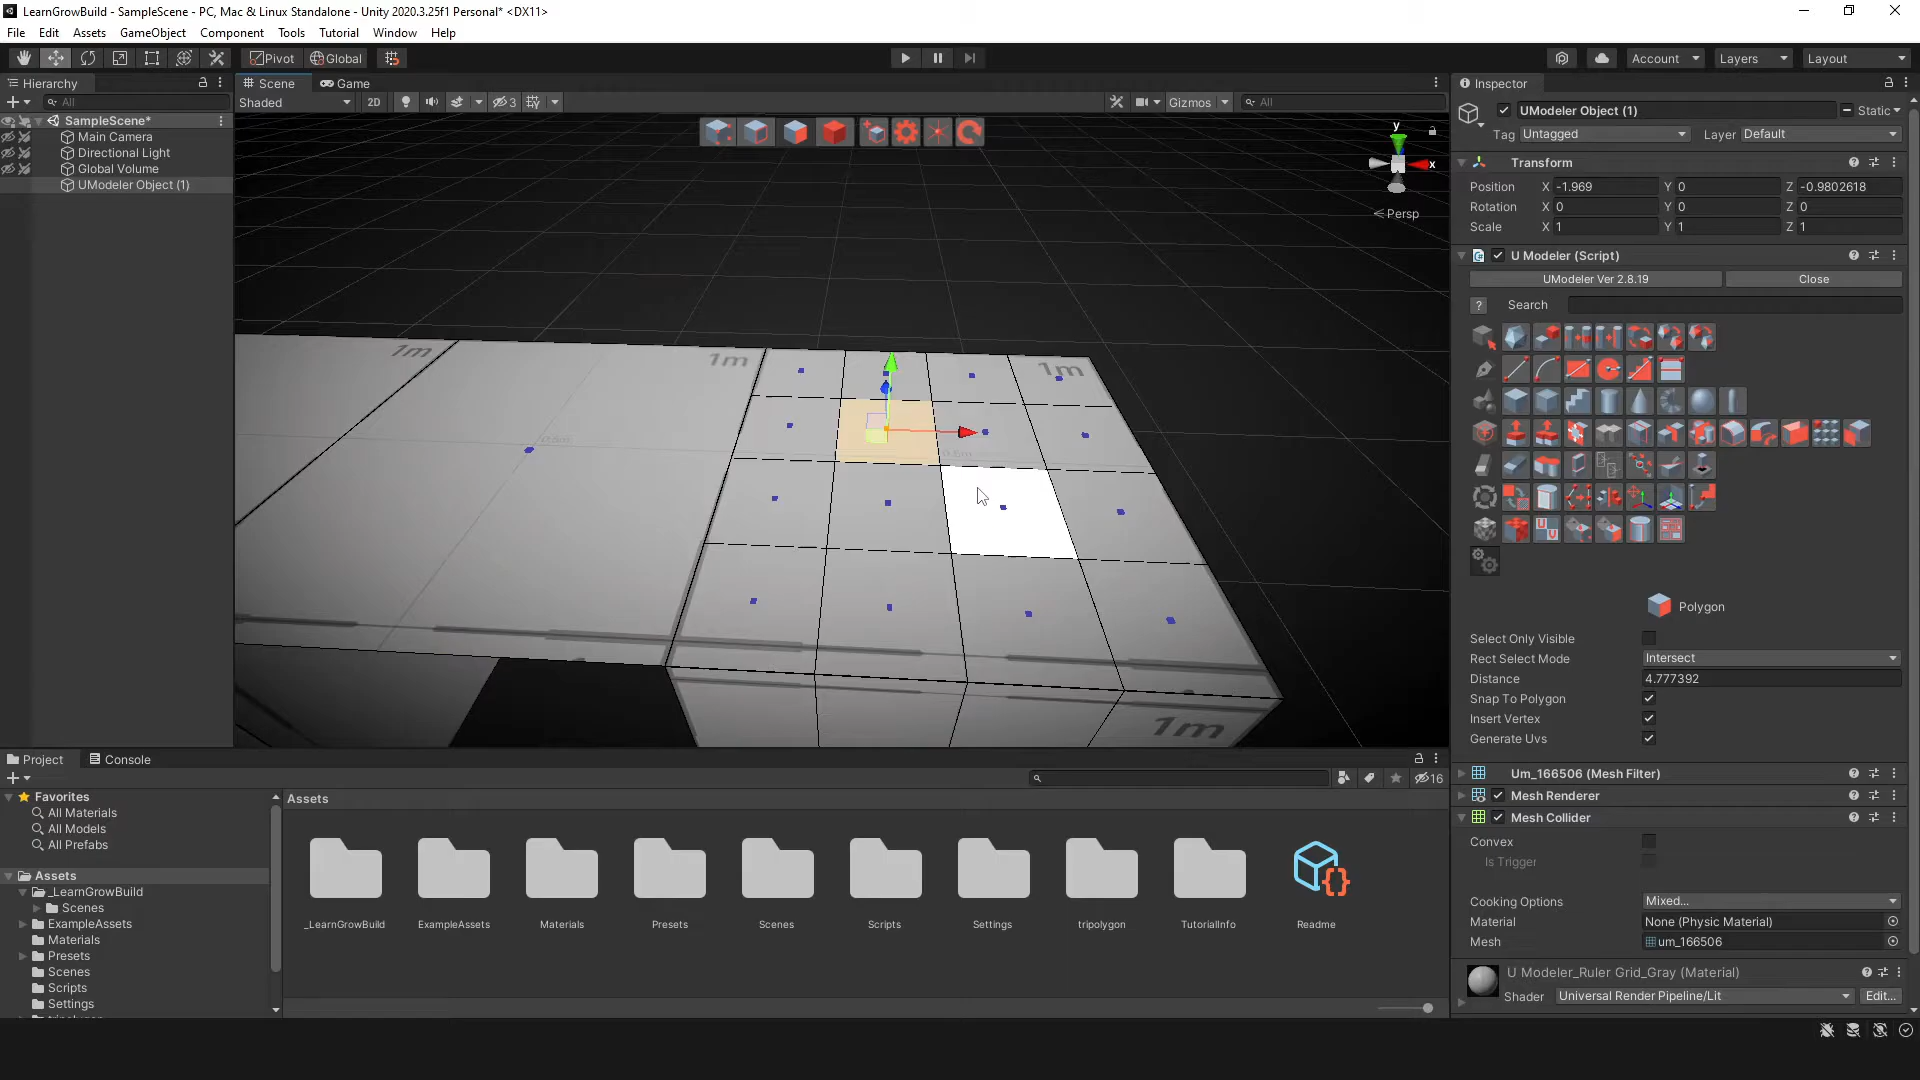 LearnGrowBuild - SampleScene - PC, Mac & Linux Standalone - Unity 2020.3.25f1 Personal* <DX11>
File Edit Assets GameObject Component Tools Tutorial Window Help
Pivot Global Account Layers Layout
Hierarchy
All
SampleScene*
Main Camera
Directional Light
Global Volume
UModeler Object (1)
Scene Game
Shaded 2D 3 Gizmos All
y
x
Persp
1m 1m 1m
1m
Inspector
UModeler Object (1) Static
Tag Untagged Layer Default
Transform
Position X -1.969 Y 0 Z -0.9802618
Rotation X 0 Y 0 Z 0
Scale X 1 Y 1 Z 1
U Modeler (Script)
UModeler Ver 2.8.19 Close
? Search
Polygon
Select Only Visible
Rect Select Mode Intersect
Distance 4.777392
Snap To Polygon
Insert Vertex
Generate Uvs
Um_166506 (Mesh Filter)
Mesh Renderer
Mesh Collider
Convex
Is Trigger
Cooking Options Mixed...
Material None (Physic Material)
Mesh um_166506
U Modeler_Ruler Grid_Gray (Material)
Shader Universal Render Pipeline/Lit Edit...
Project Console
16
Favorites
All Materials
All Models
All Prefabs
Assets
_LearnGrowBuild
Scenes
ExampleAssets
Materials
Presets
Scenes
Scripts
Settings
Assets
_LearnGrowBuild ExampleAssets Materials Presets Scenes Scripts Settings tripolygon TutorialInfo Readme